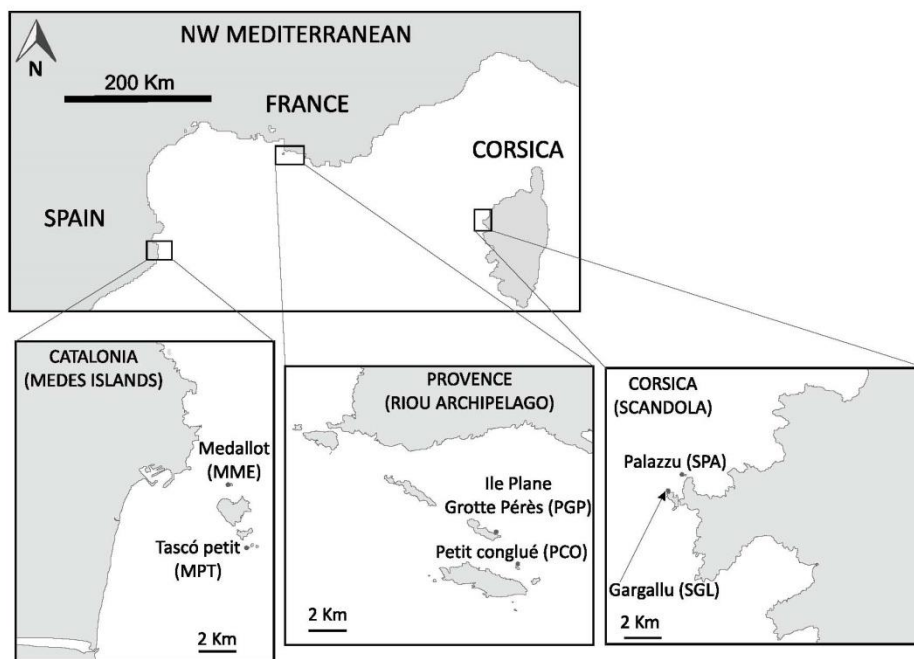 NW MEDITERRANEAN
N
200 Km
FRANCE
CORSICA
SPAIN
CATALONIA
(MEDES ISLANDS)
Medallot
(MME)
Tascó petit
(MPT)
2 Km
PROVENCE
(RIOU ARCHIPELAGO)
Ile Plane
Grotte Pérès (PGP)
Petit conglué (PCO)
2 Km
CORSICA
(SCANDOLA)
Palazzu (SPA)
Gargallu (SGL)
2 Km